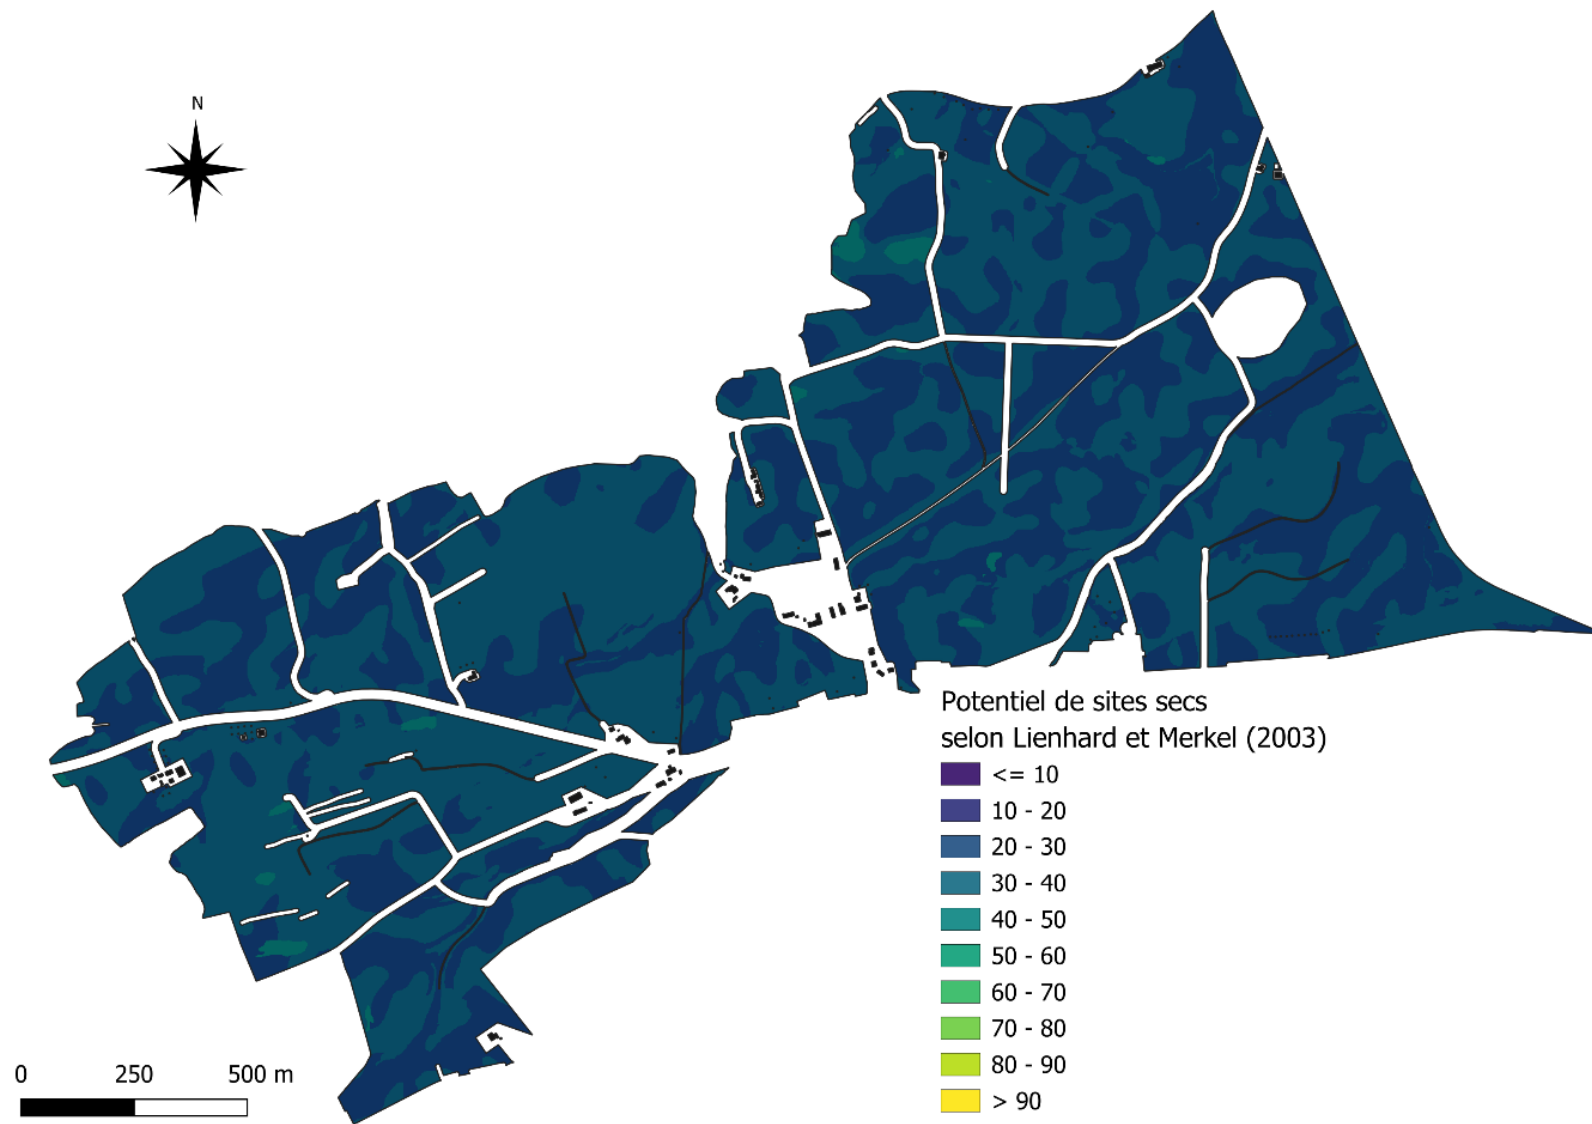 N
Potentiel de sites secs
selon Lienhard et Merkel (2003)
<= 10
10 - 20
20 - 30
30 - 40
40 - 50
50 - 60
60 - 70
70 - 80
80 - 90
> 90
0 250 500 m